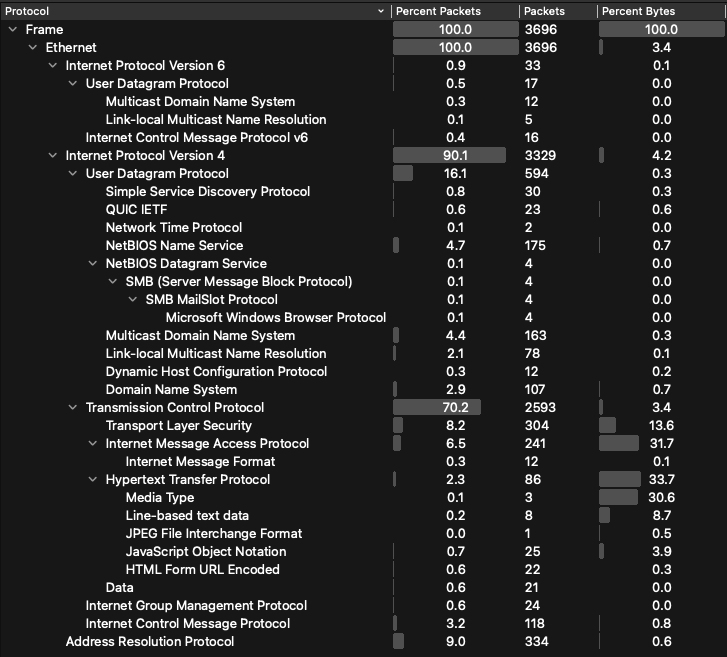 Protocol Percent Packets Packets Percent Bytes
Frame 100.0 3696 100.0
Ethernet 100.0 3696 3.4
Internet Protocol Version 6 0.9 33 0.1
User Datagram Protocol 0.5 17 0.0
Multicast Domain Name System 0.3 12 0.0
Link-local Multicast Name Resolution 0.1 5 0.0
Internet Control Message Protocol v6 0.4 16 0.0
Internet Protocol Version 4 90.1 3329 4.2
User Datagram Protocol 16.1 594 0.3
Simple Service Discovery Protocol 0.8 30 0.3
QUIC IETF 0.6 23 0.6
Network Time Protocol 0.1 2 0.0
NetBIOS Name Service 4.7 175 0.7
NetBIOS Datagram Service 0.1 4 0.0
SMB (Server Message Block Protocol) 0.1 4 0.0
SMB MailSlot Protocol 0.1 4 0.0
Microsoft Windows Browser Protocol 0.1 4 0.0
Multicast Domain Name System 4.4 163 0.3
Link-local Multicast Name Resolution 2.1 78 0.1
Dynamic Host Configuration Protocol 0.3 12 0.2
Domain Name System 2.9 107 0.7
Transmission Control Protocol 70.2 2593 3.4
Transport Layer Security 8.2 304 13.6
Internet Message Access Protocol 6.5 241 31.7
Internet Message Format 0.3 12 0.1
Hypertext Transfer Protocol 2.3 86 33.7
Media Type 0.1 3 30.6
Line-based text data 0.2 8 8.7
JPEG File Interchange Format 0.0 1 0.5
JavaScript Object Notation 0.7 25 3.9
HTML Form URL Encoded 0.6 22 0.3
Data 0.6 21 0.0
Internet Group Management Protocol 0.6 24 0.0
Internet Control Message Protocol 3.2 118 0.8
Address Resolution Protocol 9.0 334 0.6